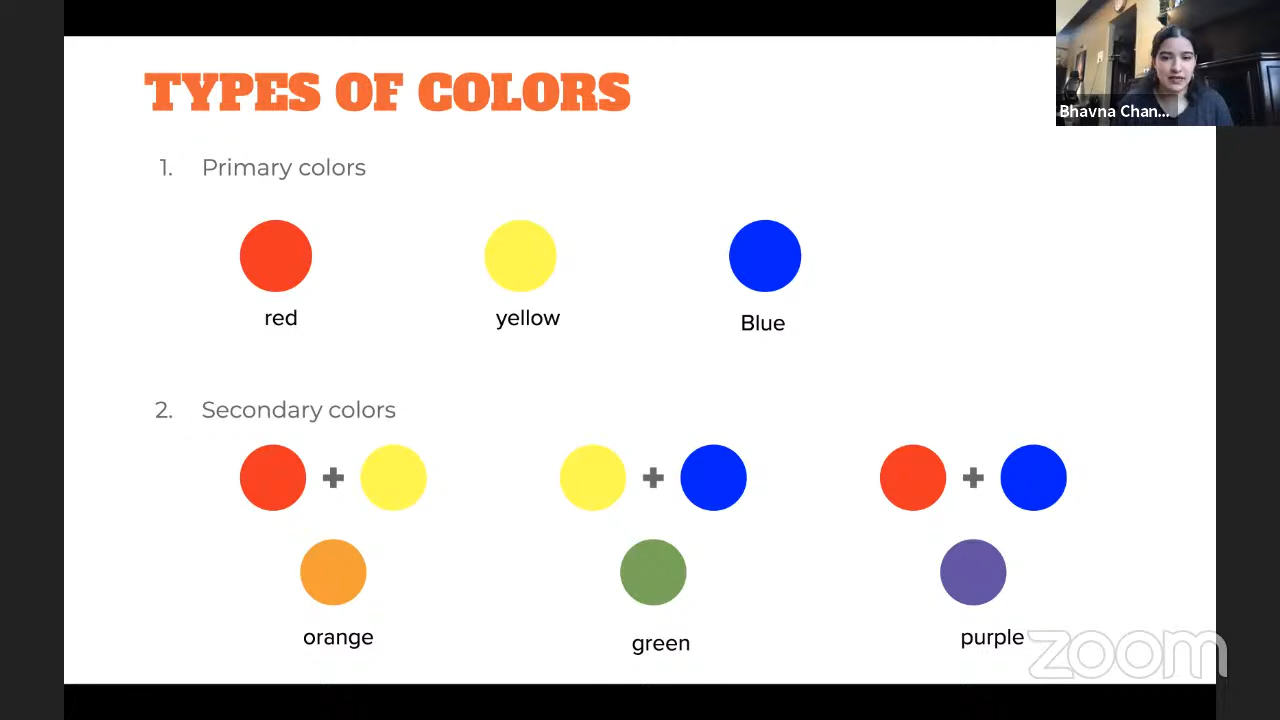 TYPES OF COLORS
Bhavna Chan...
1. Primary colors
red yellow Blue
2. Secondary colors
+ + +
orange green purple
zoom